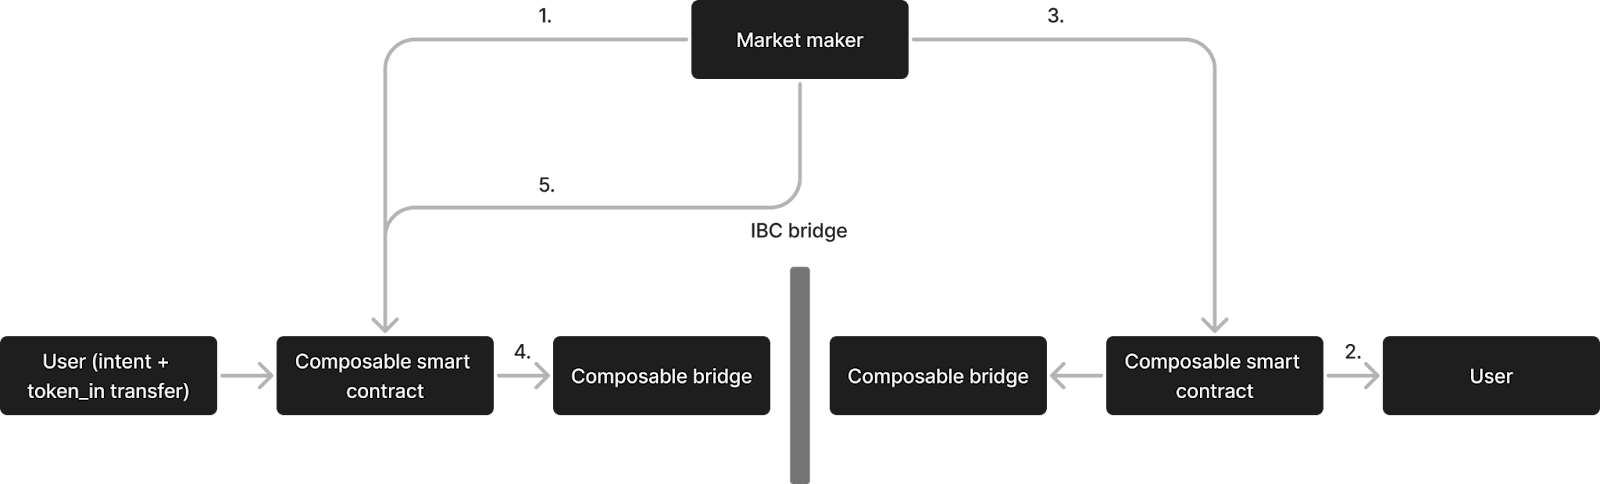 1.
Market maker
3.
5.
IBC bridge
User (intent +
token_in transfer)
Composable smart
contract
4.
Composable bridge
Composable bridge
Composable smart
contract
2.
User